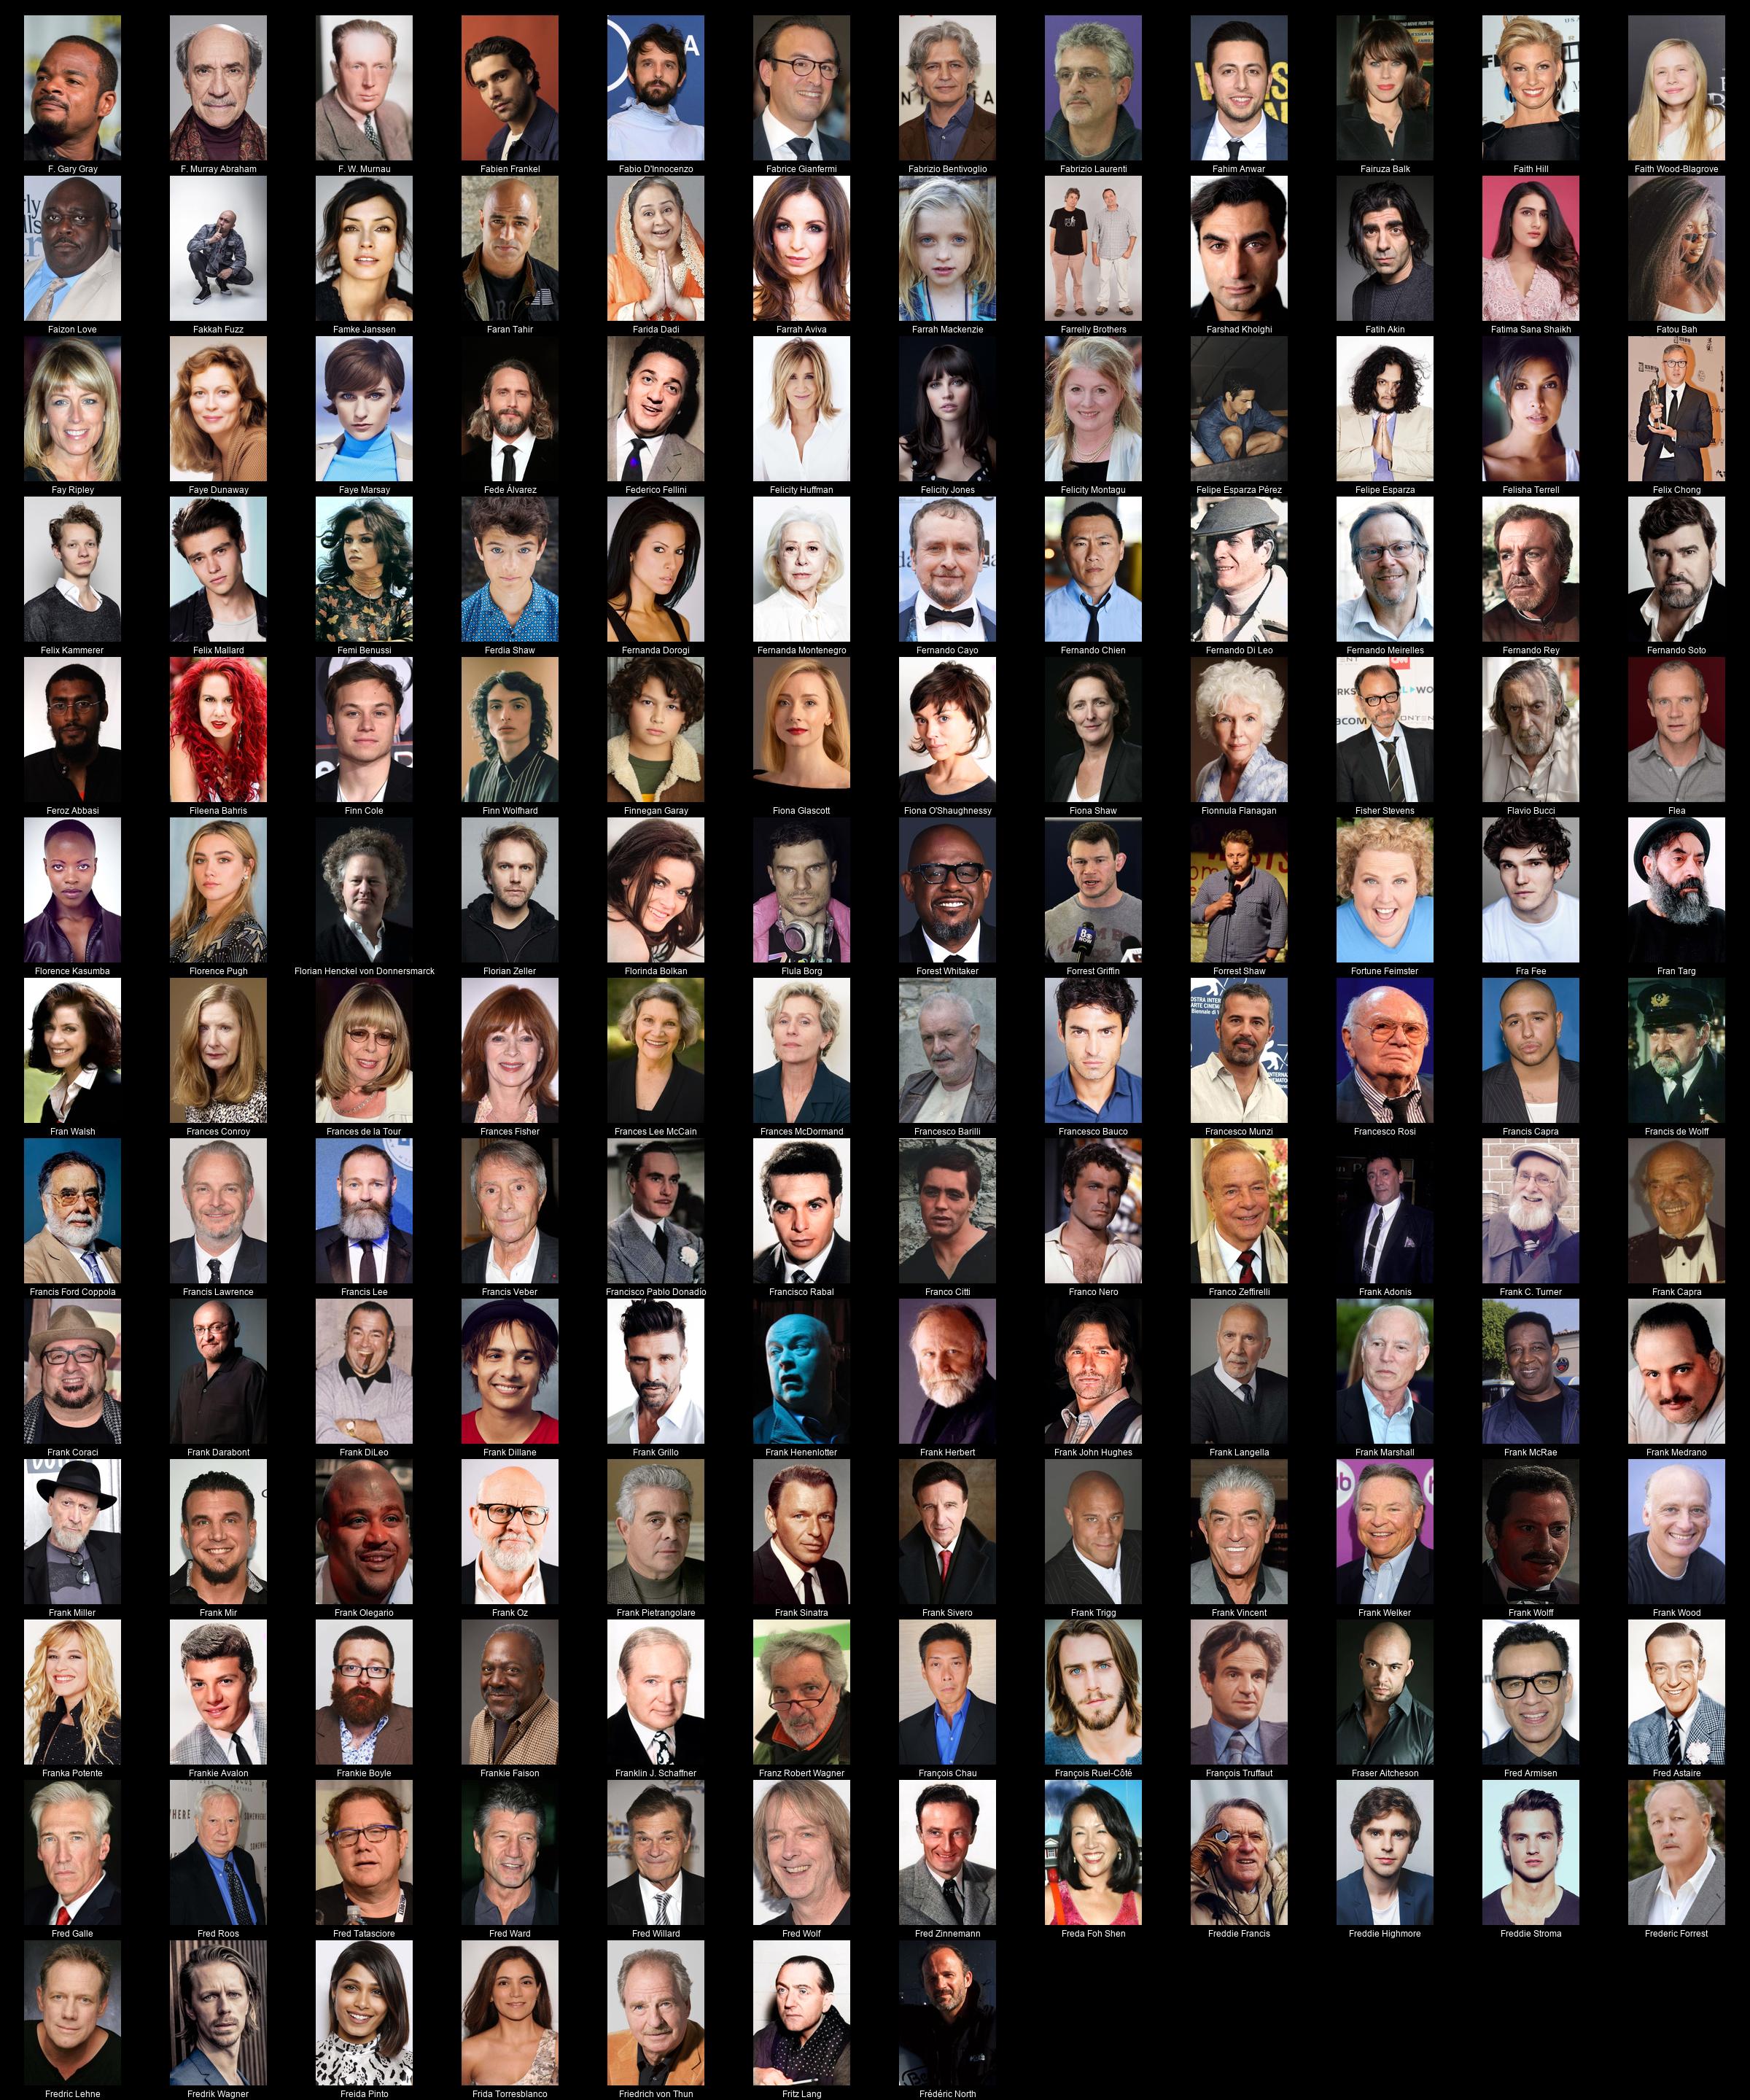 F. Gary Gray
F. Murray Abraham
F. W. Murnau
Fabien Frankel
Fabio D'Innocenzo
Fabrice Gianfermi
Fabrizio Bentivoglio
Fabrizio Laurenti
Fahim Anwar
Fairuza Balk
Faith Hill
Faith Wood-Blagrove
Faizon Love
Fakkah Fuzz
Famke Janssen
Faran Tahir
Farida Dadi
Farrah Aviva
Farrah Mackenzie
Farrelly Brothers
Farshad Kholghi
Fatih Akin
Fatima Sana Shaikh
Fatou Bah
Fay Ripley
Faye Dunaway
Faye Marsay
Fede Álvarez
Federico Fellini
Felicity Huffman
Felicity Jones
Felicity Montagu
Felipe Esparza Pérez
Felipe Esparza
Felisha Terrell
Felix Chong
Felix Kammerer
Felix Mallard
Femi Benussi
Ferdia Shaw
Fernanda Dorogi
Fernanda Montenegro
Fernando Cayo
Fernando Chien
Fernando Di Leo
Fernando Meirelles
Fernando Rey
Fernando Soto
Feroz Abbasi
Fileena Bahris
Finn Cole
Finn Wolfhard
Finnegan Garay
Fiona Glascott
Fiona O'Shaughnessy
Fiona Shaw
Fionnula Flanagan
Fisher Stevens
Flavio Bucci
Flea
Florence Kasumba
Florence Pugh
Florian Henckel von Donnersmarck
Florian Zeller
Florinda Bolkan
Flula Borg
Forest Whitaker
Forrest Griffin
Forrest Shaw
Fortune Feimster
Fra Fee
Fran Targ
Fran Walsh
Frances Conroy
Frances de la Tour
Frances Fisher
Frances Lee McCain
Frances McDormand
Francesco Barilli
Francesco Bauco
Francesco Munzi
Francesco Rosi
Francis Capra
Francis de Wolff
Francis Ford Coppola
Francis Lawrence
Francis Lee
Francis Veber
Francisco Pablo Donadío
Francisco Rabal
Franco Citti
Franco Nero
Franco Zeffirelli
Frank Adonis
Frank C. Turner
Frank Capra
Frank Coraci
Frank Darabont
Frank DiLeo
Frank Dillane
Frank Grillo
Frank Henenlotter
Frank Herbert
Frank John Hughes
Frank Langella
Frank Marshall
Frank McRae
Frank Medrano
Frank Miller
Frank Mir
Frank Olegario
Frank Oz
Frank Pietrangolare
Frank Sinatra
Frank Sivero
Frank Trigg
Frank Vincent
Frank Welker
Frank Wolff
Frank Wood
Franka Potente
Frankie Avalon
Frankie Boyle
Frankie Faison
Franklin J. Schaffner
Franz Robert Wagner
François Chau
François Ruel-Côté
François Truffaut
Fraser Aitcheson
Fred Armisen
Fred Astaire
Fred Galle
Fred Roos
Fred Tatasciore
Fred Ward
Fred Willard
Fred Wolf
Fred Zinnemann
Freda Foh Shen
Freddie Francis
Freddie Highmore
Freddie Stroma
Frederic Forrest
Fredric Lehne
Fredrik Wagner
Freida Pinto
Frida Torresblanco
Friedrich von Thun
Fritz Lang
Frédéric North